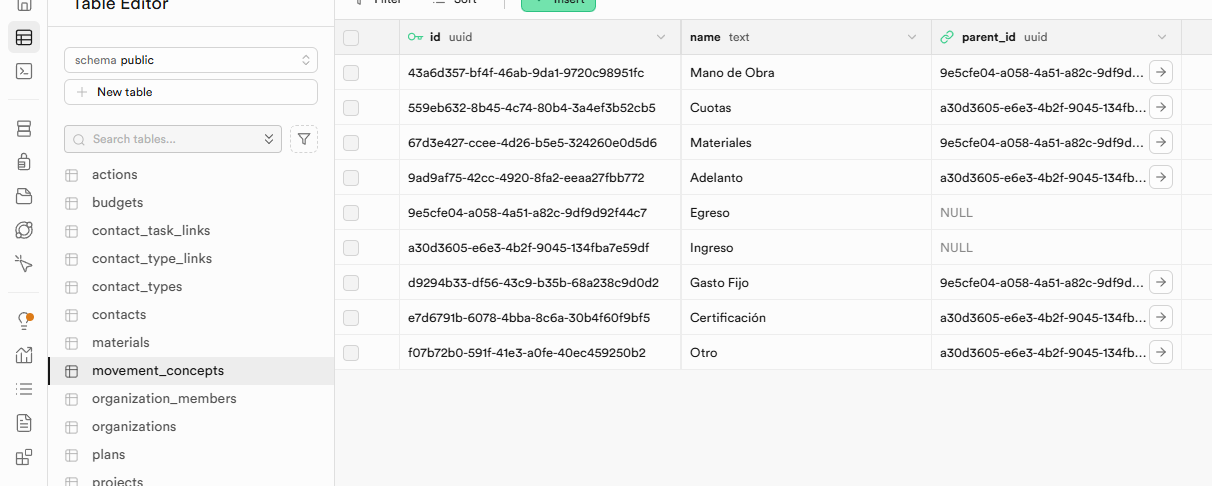 Table Editor
schema public
New table
Search tables...
actions
budgets
contact_task_links
contact_type_links
contact_types
contacts
materials
movement_concepts
organization_members
organizations
plans
projects
Filter Sort Insert
id uuid name text parent_id uuid
43a6d357-bf4f-46ab-9da1-9720c98951fc Mano de Obra 9e5cfe04-a058-4a51-a82c-9df9d...
559eb632-8b45-4c74-80b4-3a4ef3b52cb5 Cuotas a30d3605-e6e3-4b2f-9045-134fb...
67d3e427-ccee-4d26-b5e5-324260e0d5d6 Materiales 9e5cfe04-a058-4a51-a82c-9df9d...
9ad9af75-42cc-4920-8fa2-eeaa27fbb772 Adelanto a30d3605-e6e3-4b2f-9045-134fb...
9e5cfe04-a058-4a51-a82c-9df9d92f44c7 Egreso NULL
a30d3605-e6e3-4b2f-9045-134fba7e59df Ingreso NULL
d9294b33-df56-43c9-b35b-68a238c9d0d2 Gasto Fijo 9e5cfe04-a058-4a51-a82c-9df9d...
e7d6791b-6078-4bba-8c6a-30b4f60f9bf5 Certificación a30d3605-e6e3-4b2f-9045-134fb...
f07b72b0-591f-41e3-a0fe-40ec459250b2 Otro a30d3605-e6e3-4b2f-9045-134fb...